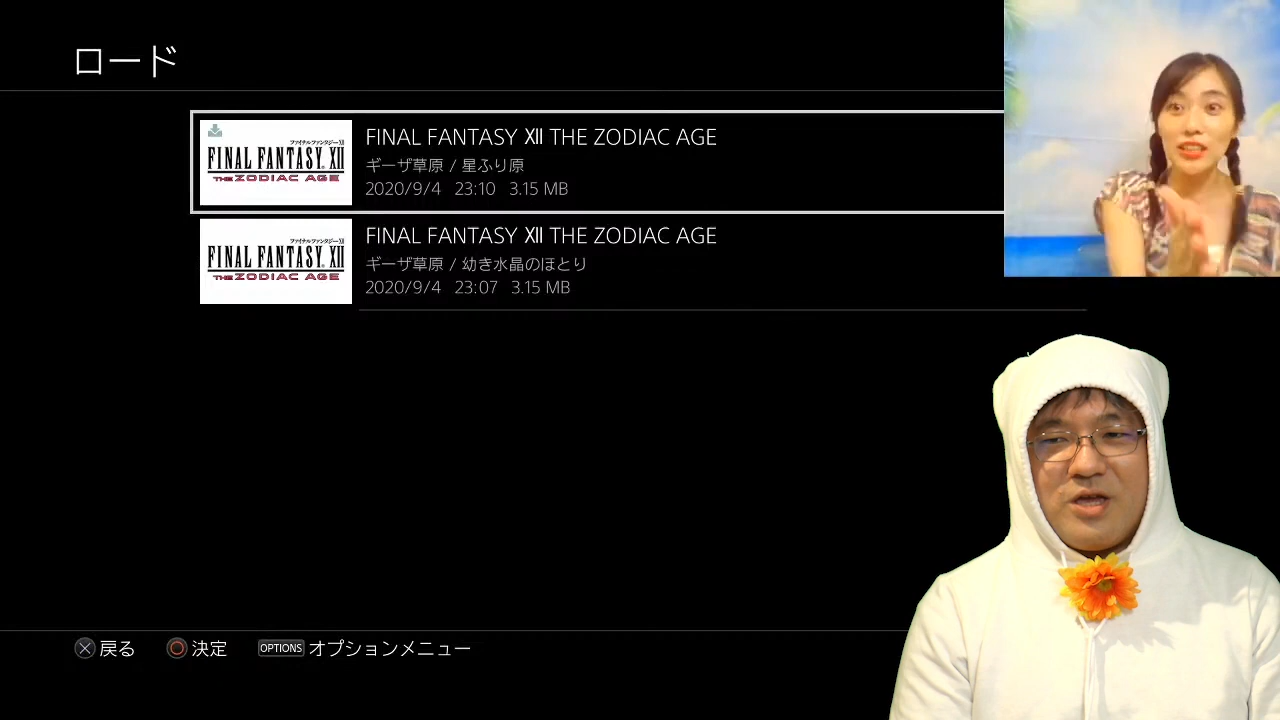 ロード
ファイナルファンタジーXII
FINAL FANTASY XII
THE ZODIAC AGE
FINAL FANTASY XII THE ZODIAC AGE
ギーザ草原 / 星ふり原
2020/9/4 23:10 3.15 MB
ファイナルファンタジーXII
FINAL FANTASY XII
THE ZODIAC AGE
FINAL FANTASY XII THE ZODIAC AGE
ギーザ草原 / 幼き水晶のほとり
2020/9/4 23:07 3.15 MB
戻る 決定 OPTIONS オプションメニュー